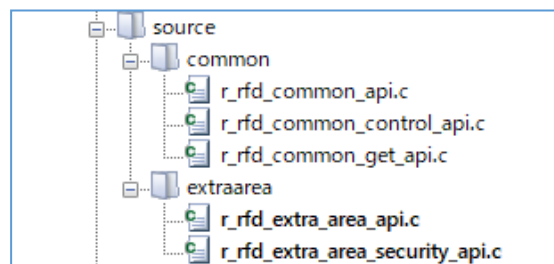 source
common
r_rfd_common_api.c
r_rfd_common_control_api.c
r_rfd_common_get_api.c
extraarea
r_rfd_extra_area_api.c
r_rfd_extra_area_security_api.c